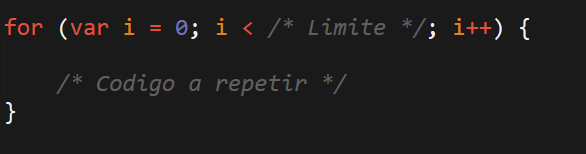 for (var i = 0; i < /* Limite */; i++) {
/* Codigo a repetir */
}